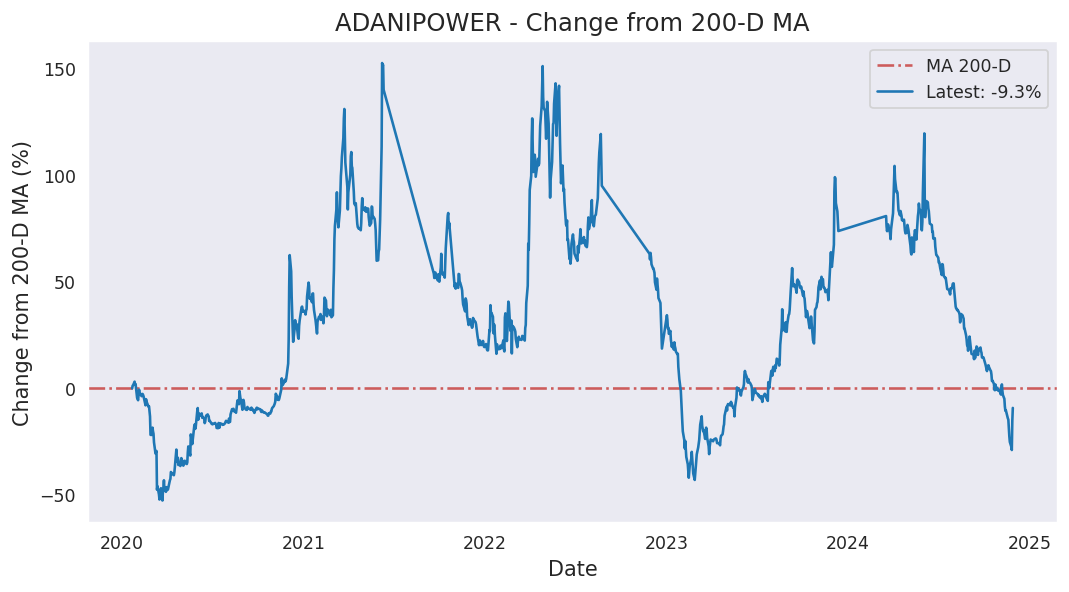 ADANIPOWER - Change from 200-D MA
MA 200-D
Latest: -9.3%
Change from 200-D MA (%)
150
100
50
0
−50
2020
2021
2022
2023
2024
2025
Date